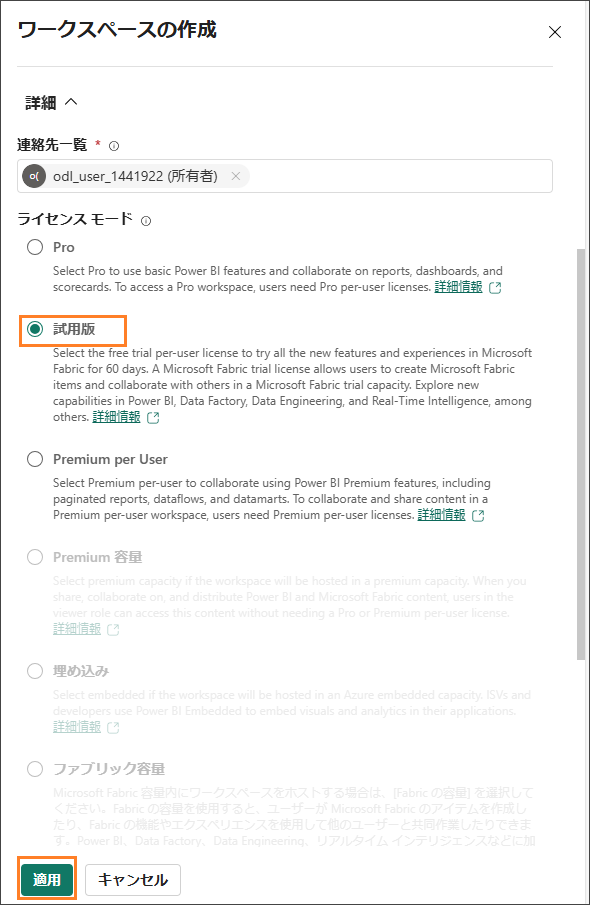 ワークスペースの作成
詳細
連絡先一覧 *
o( odl_user_1441922 (所有者)
ライセンス モード
Pro
Select Pro to use basic Power BI features and collaborate on reports, dashboards, and
scorecards. To access a Pro workspace, users need Pro per-user licenses. 詳細情報
試用版
Select the free trial per-user license to try all the new features and experiences in Microsoft
Fabric for 60 days. A Microsoft Fabric trial license allows users to create Microsoft Fabric
items and collaborate with others in a Microsoft Fabric trial capacity. Explore new
capabilities in Power BI, Data Factory, Data Engineering, and Real-Time Intelligence, among
others. 詳細情報
Premium per User
Select Premium per-user to collaborate using Power BI Premium features, including
paginated reports, dataflows, and datamarts. To collaborate and share content in a
Premium per-user workspace, users need Premium per-user licenses. 詳細情報
Premium 容量
Select premium capacity if the workspace will be hosted in a premium capacity. When you
share, collaborate on, and distribute Power BI and Microsoft Fabric content, users in the
viewer role can access this content without needing a Pro or Premium per-user license.
詳細情報
埋め込み
Select embedded if the workspace will be hosted in an Azure embedded capacity. ISVs and
developers use Power BI Embedded to embed visuals and analytics in their applications.
詳細情報
ファブリック容量
Microsoft Fabric 容量内にワークスペースをホストする場合は、[Fabric の容量] を選択して
ください。Fabric の容量を使用すると、ユーザーが Microsoft Fabric のアイテムを作成し
たり、Fabric の機能やエクスペリエンスを使用して他のユーザーと共同作業したりできま
す。Power BI、Data Factory、Data Engineering、リアルタイム インテリジェンスなどに加
適用 キャンセル